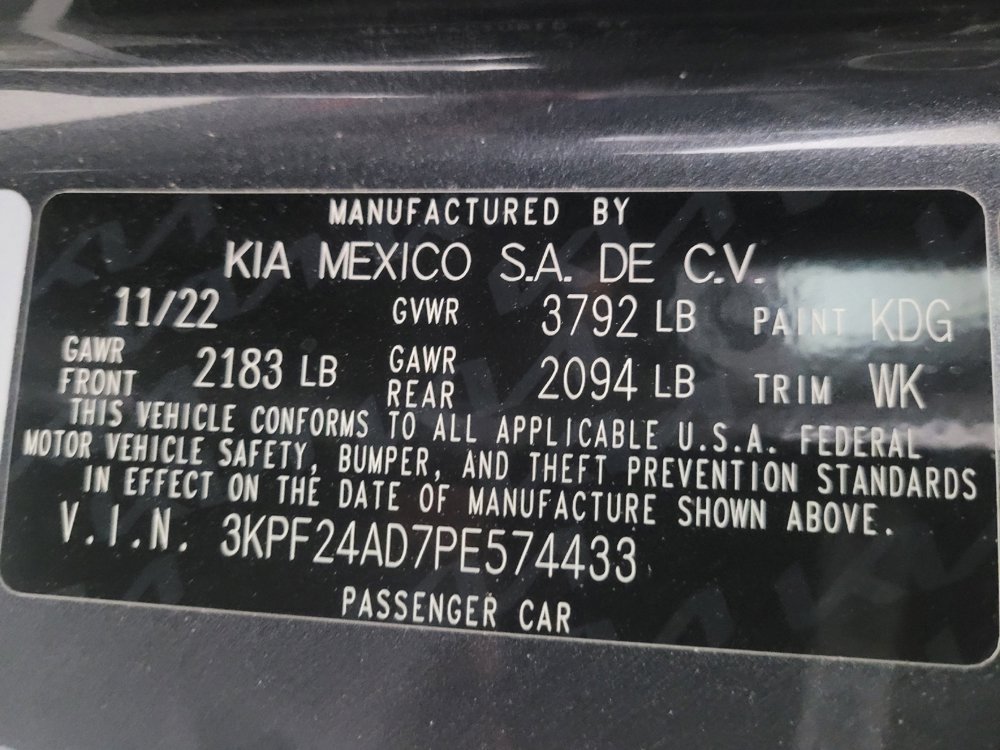 MANUFACTURED BY
KIA MEXICO S.A. DE C.V.
11/22 GVWR 3792 LB PAINT KDG
GAWR FRONT 2183 LB GAWR REAR 2094 LB TRIM WK
THIS VEHICLE CONFORMS TO ALL APPLICABLE U.S.A. FEDERAL
MOTOR VEHICLE SAFETY, BUMPER, AND THEFT PREVENTION STANDARDS
IN EFFECT ON THE DATE OF MANUFACTURE SHOWN ABOVE.
V.I.N. 3KPF24AD7PE574433
PASSENGER CAR